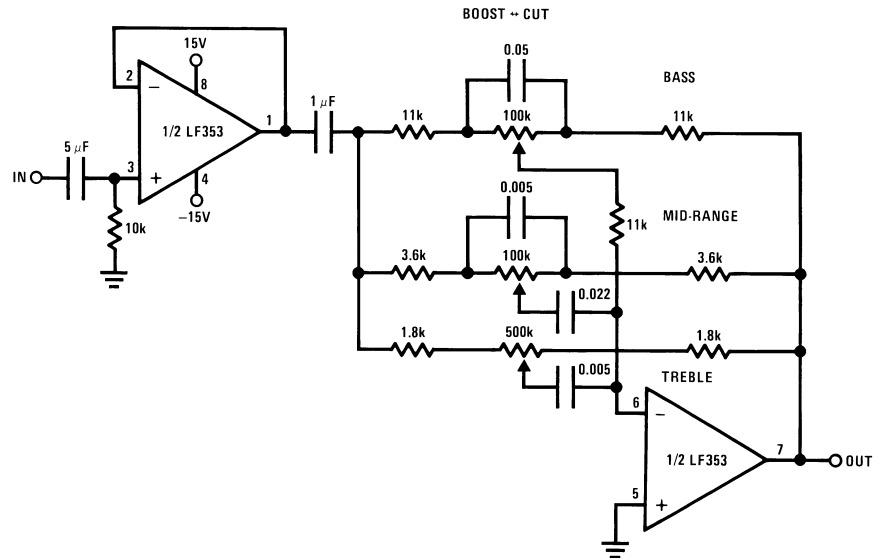 BOOST ↔ CUT
0.05
15V
BASS
2
8
1 μF
−
11k
100k
11k
1/2 LF353
1
5 μF
0.005
3
IN
+
4
−15V
11k
MID-RANGE
10k
3.6k
100k
3.6k
0.022
1.8k
500k
1.8k
0.005
TREBLE
6
−
7
1/2 LF353
OUT
5
+